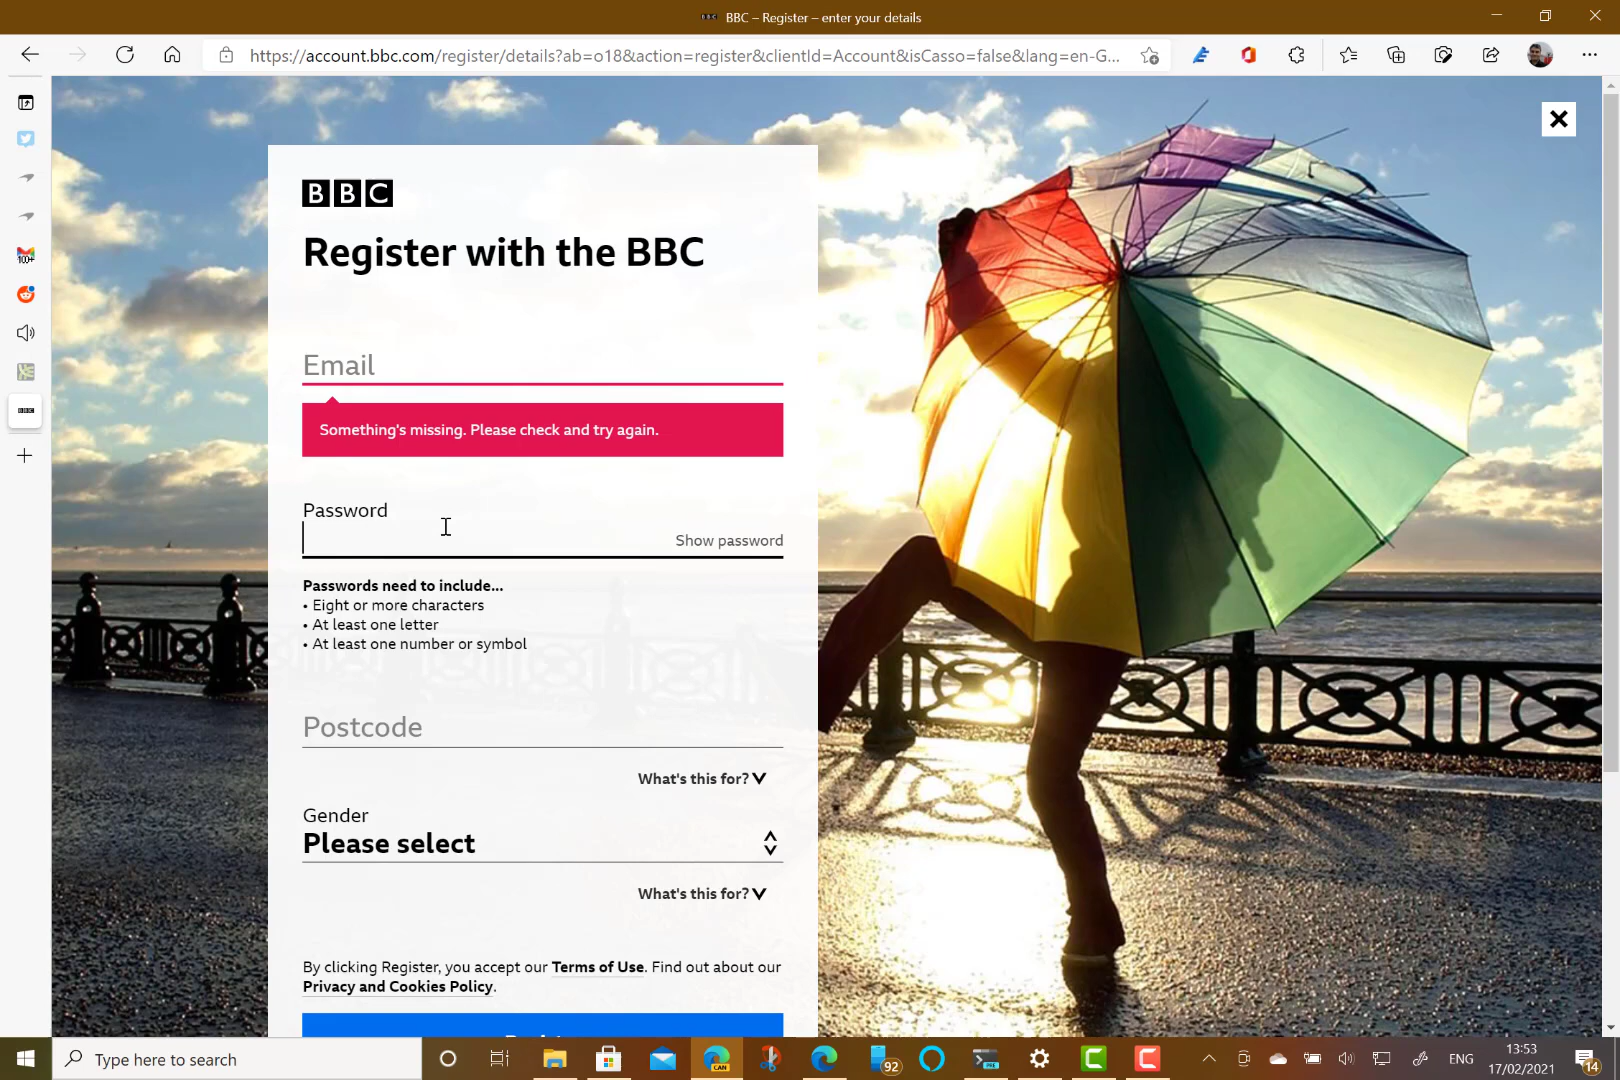 BBC – Register – enter your details
https://account.bbc.com/register/details?ab=o18&action=register&clientId=Account&isCasso=false&lang=en-G...
100+
BBC
BBC
Register with the BBC
Email
Something's missing. Please check and try again.
Password
Show password
Passwords need to include...
• Eight or more characters
• At least one letter
• At least one number or symbol
Postcode
What's this for?
Gender
Please select
What's this for?
By clicking Register, you accept our Terms of Use. Find out about our
Privacy and Cookies Policy.
Type here to search
CAN
92
PRE
ENG
13:53
17/02/2021
14